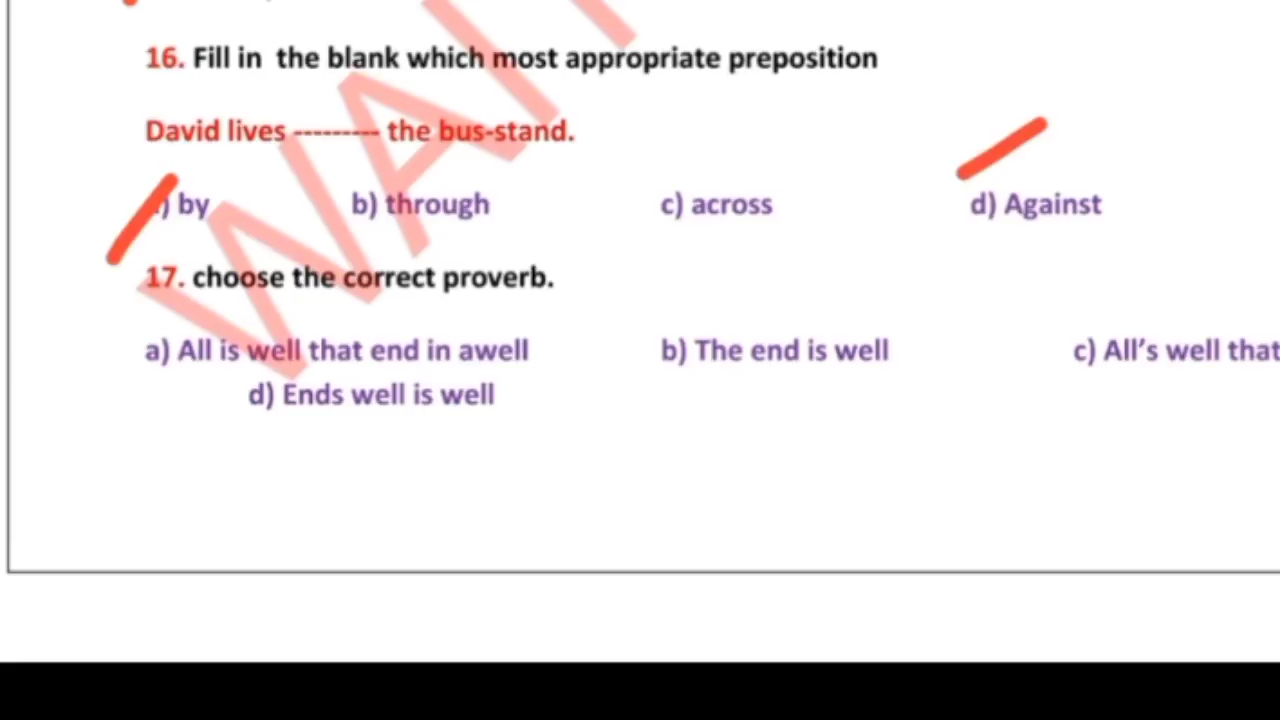 16. Fill in the blank which most appropriate preposition
David lives --------- the bus-stand.
) by b) through c) across d) Against
17. choose the correct proverb.
a) All is well that end in awell b) The end is well c) All's well that
d) Ends well is well
WAIT